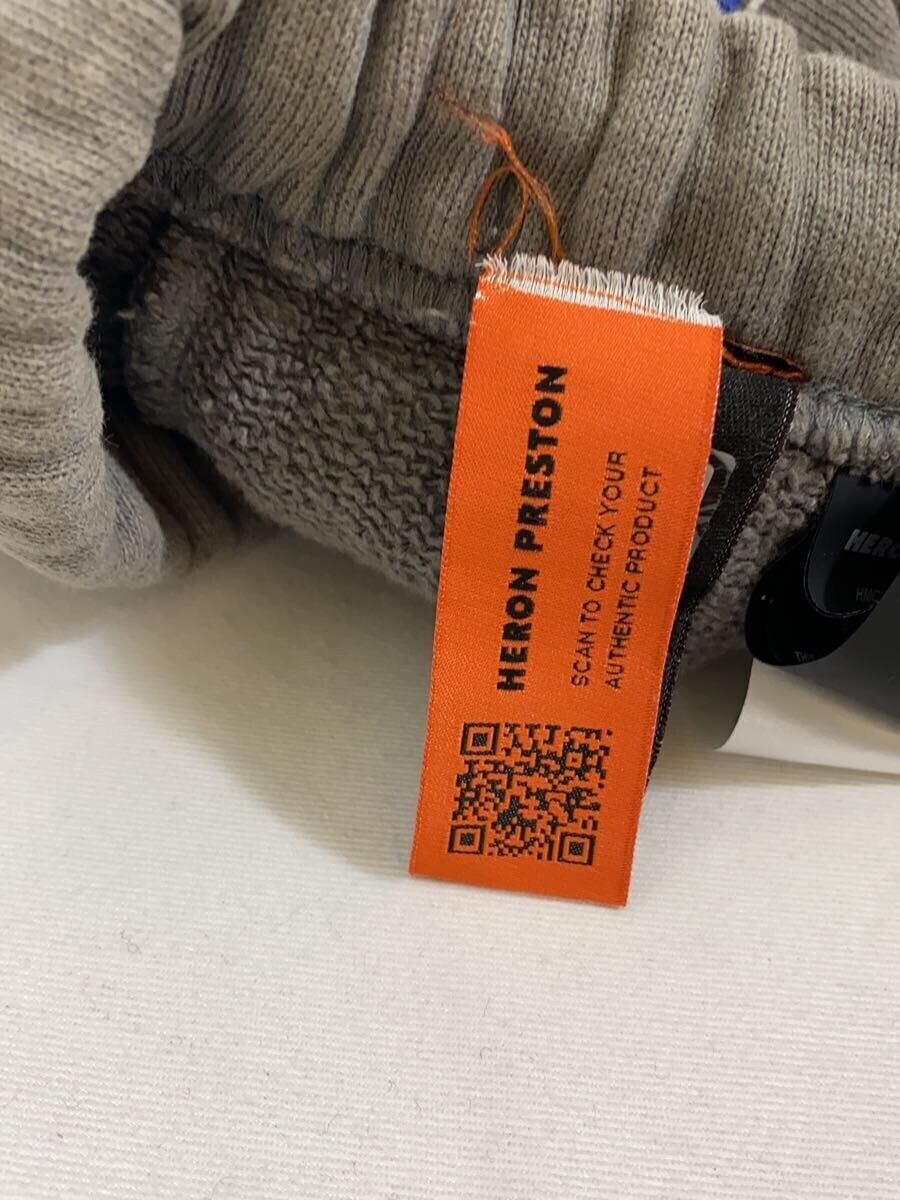 HERON PRESTON
SCAN TO CHECK YOUR
AUTHENTIC PRODUCT